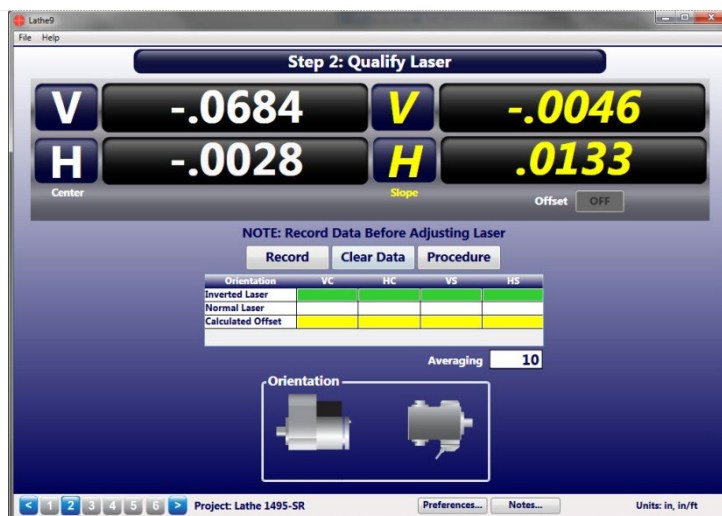 Lathe9
File Help
Step 2: Qualify Laser
V -.0684 V -.0046
H -.0028 H .0133
Center Slope Offset OFF
NOTE: Record Data Before Adjusting Laser
Record Clear Data Procedure
Orientation VC HC VS HS
Inverted Laser
Normal Laser
Calculated Offset
Averaging 10
Orientation
< 1 2 3 4 5 6 > Project: Lathe 1495-SR Preferences... Notes... Units: in, in/ft